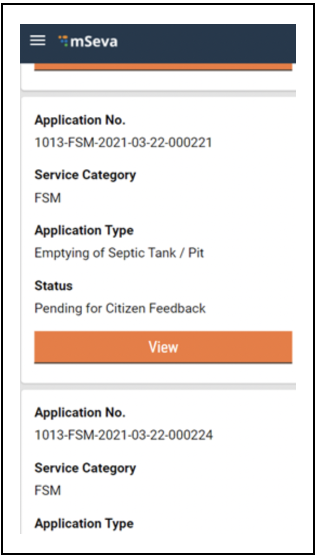 mSeva
Application No.
1013-FSM-2021-03-22-000221
Service Category
FSM
Application Type
Emptying of Septic Tank / Pit
Status
Pending for Citizen Feedback
View
Application No.
1013-FSM-2021-03-22-000224
Service Category
FSM
Application Type